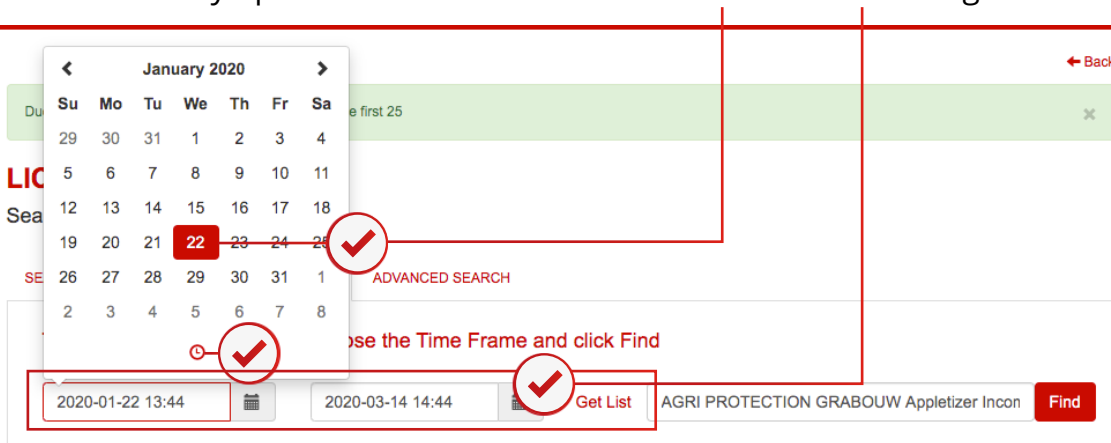 January 2020
← Back
Su Mo Tu We Th Fr Sa
Du e first 25 ×
29 30 31 1 2 3 4
5 6 7 8 9 10 11
LIC
12 13 14 15 16 17 18
Sea
19 20 21 22 23 24 25
SE
26 27 28 29 30 31 1
ADVANCED SEARCH
2 3 4 5 6 7 8
ose the Time Frame and click Find
2020-01-22 13:44 2020-03-14 14:44 Get List AGRI PROTECTION GRABOUW Appletizer Incon Find